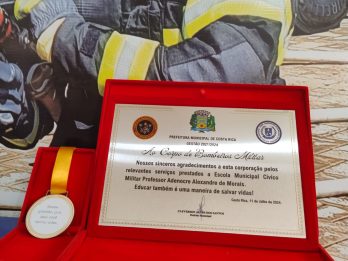 PREFEITURA MUNICIPAL DE COSTA RICA
GESTÃO 2021/2024
Ao Corpo de Bombeiros Militar
Nossos sinceros agradecimentos a esta corporação pelos
relevantes serviços prestados a Escola Municipal Cívico
Militar Professor Adenocre Alexandre de Morais.
Educar também é uma maneira de salvar vidas!
Costa Rica, 11 de Julho de 2024.